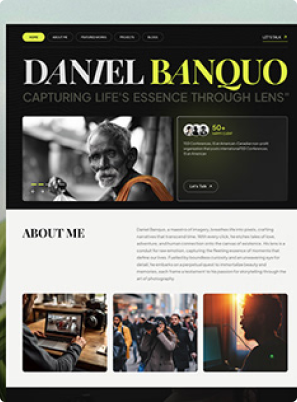 HOME ABOUT ME FEATURED WORKS PROJECTS BLOGS LET'S TALK
DANIEL BANQUO
CAPTURING LIFE'S ESSENCE THROUGH LENS"
50+
HAPPY CLIENT
Let's Talk
ABOUT ME
Daniel Banquo, a maestro of imagery, breathes life into pixels, crafting
narratives that transcend time. With every click, he etches tales of love,
adventure, and human connection onto the canvas of existence. His lens is a
conduit for raw emotion, capturing the fleeting essence of moments that
define our lives. Fueled by boundless curiosity and an unwavering eye for
detail, he embarks on a perpetual quest to immortalize beauty and
memories, each frame a testament to his passion for storytelling through the
art of photography.